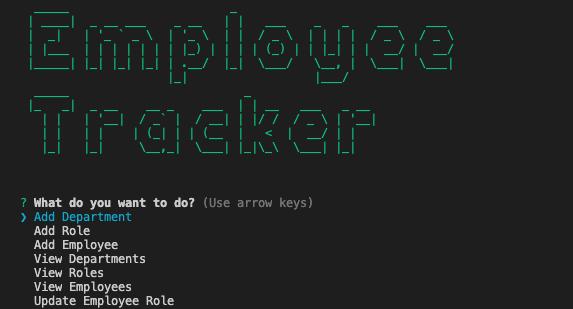 Employee
Tracker
? What do you want to do? (Use arrow keys)
❯ Add Department
Add Role
Add Employee
View Departments
View Roles
View Employees
Update Employee Role